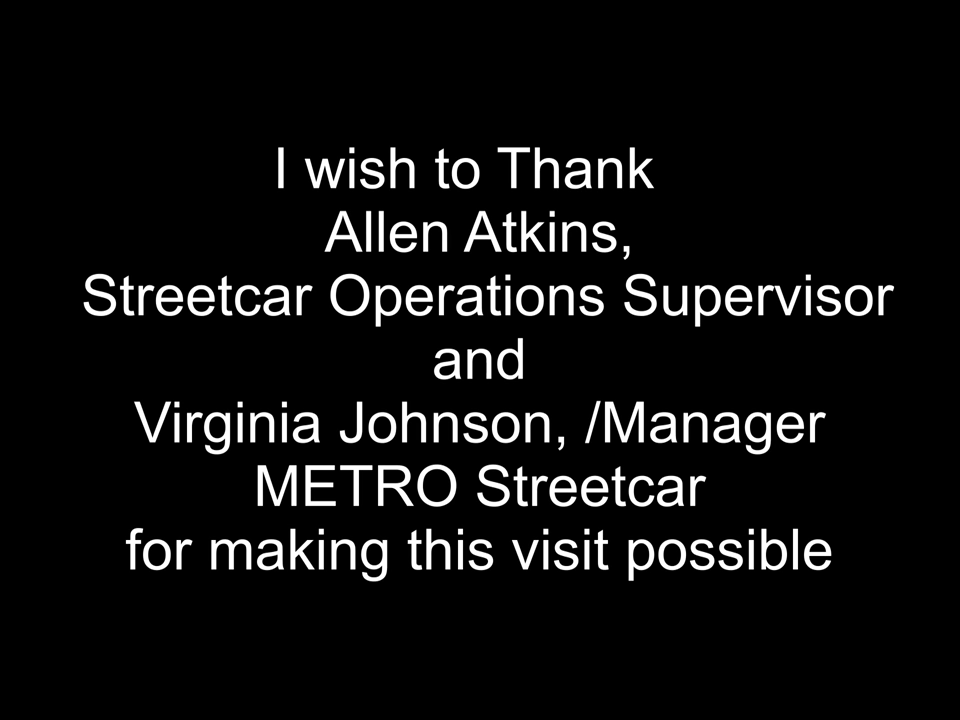 I wish to Thank
Allen Atkins,
Streetcar Operations Supervisor
and
Virginia Johnson, /Manager
METRO Streetcar
for making this visit possible